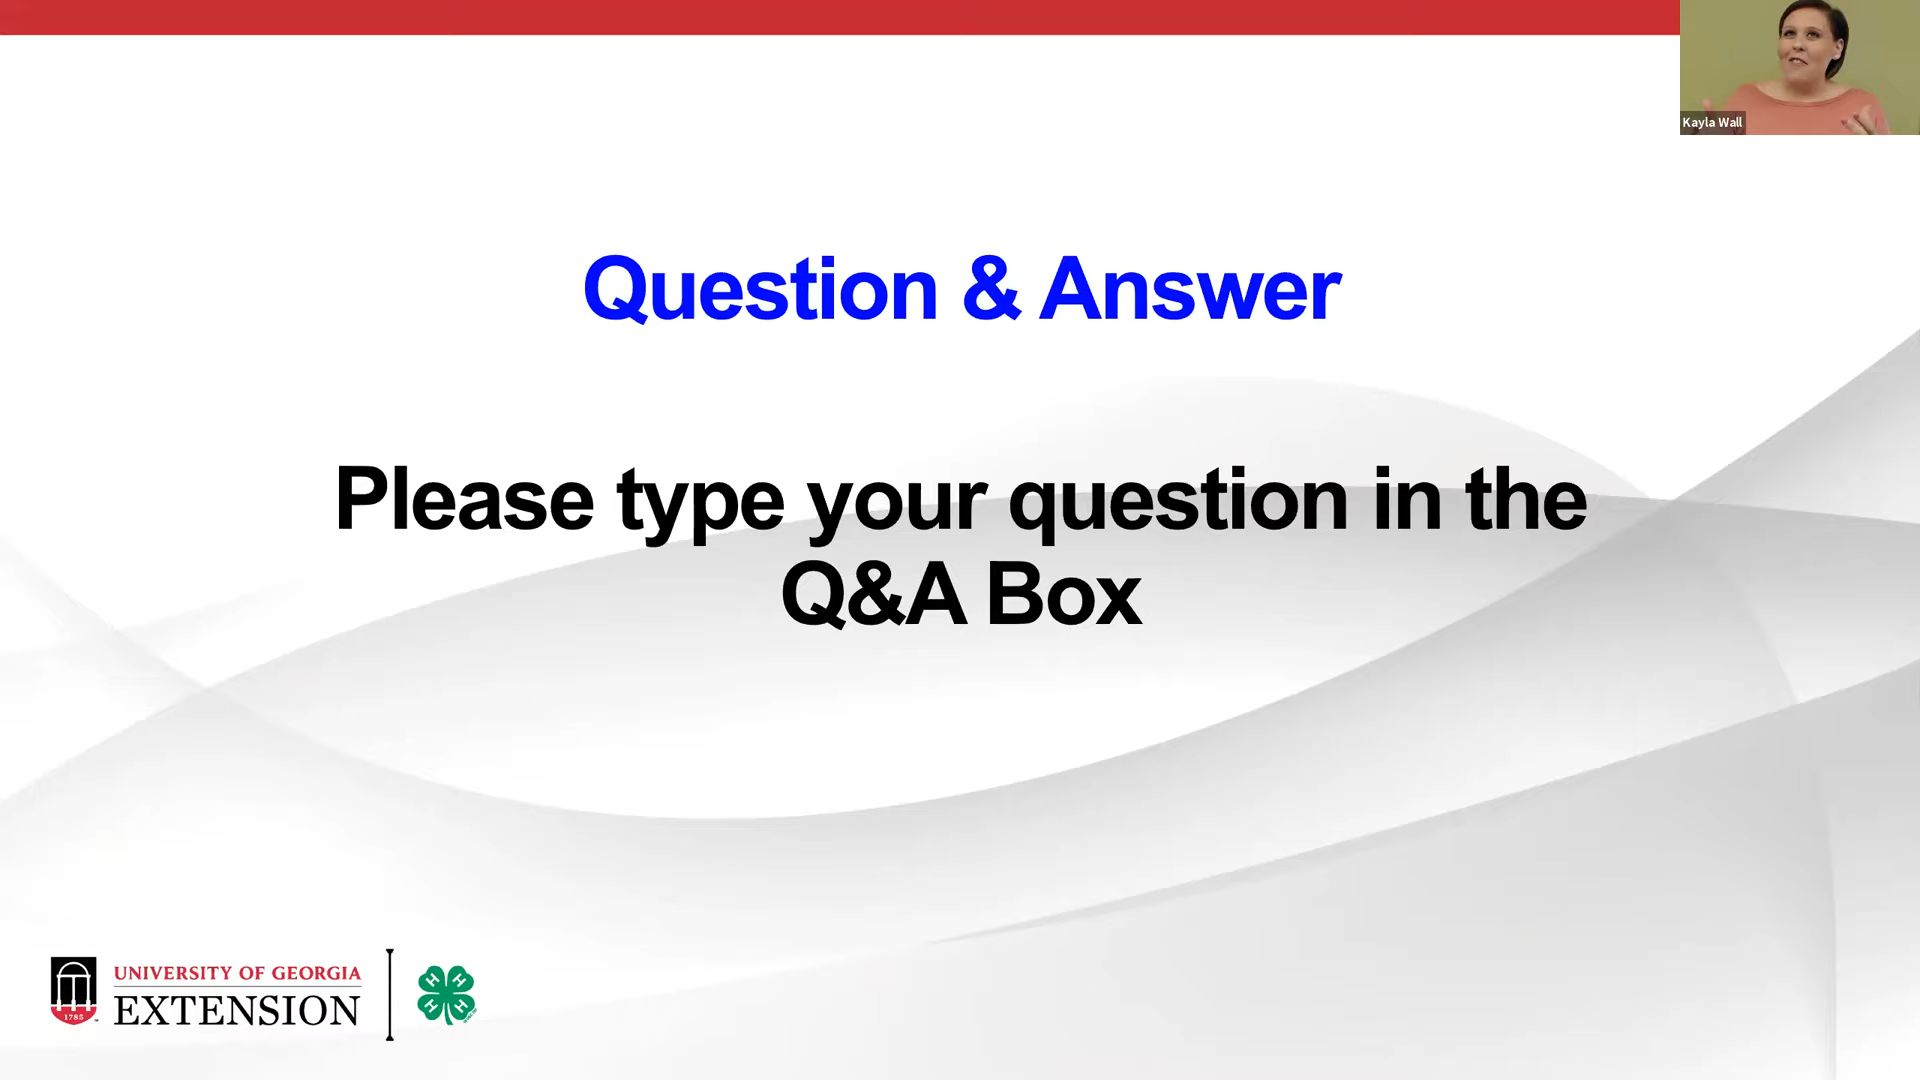 Kayla Wall
Question & Answer
Please type your question in the
Q&A Box
UNIVERSITY OF GEORGIA
EXTENSION
1785
H H
H H